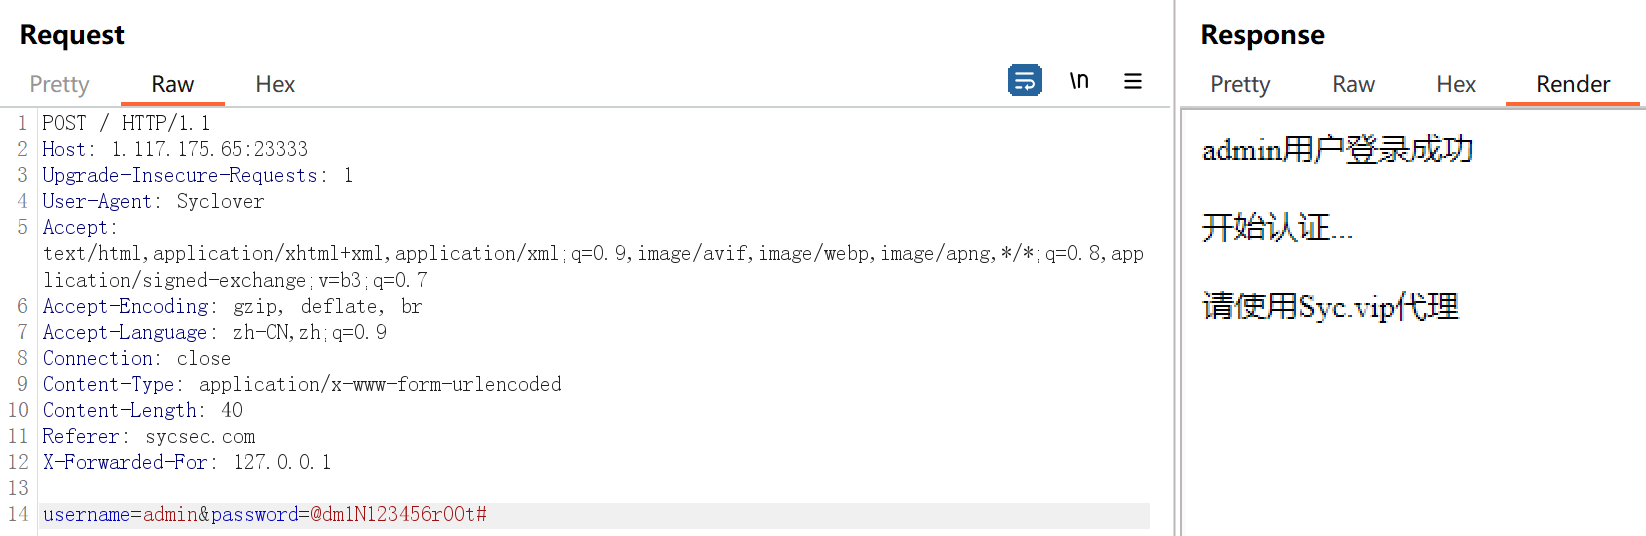 Request
Pretty Raw Hex
\n
1 POST / HTTP/1.1
2 Host: 1.117.175.65:23333
3 Upgrade-Insecure-Requests: 1
4 User-Agent: Syclover
5 Accept:
text/html,application/xhtml+xml,application/xml;q=0.9,image/avif,image/webp,image/apng,*/*;q=0.8,app
lication/signed-exchange;v=b3;q=0.7
6 Accept-Encoding: gzip, deflate, br
7 Accept-Language: zh-CN,zh;q=0.9
8 Connection: close
9 Content-Type: application/x-www-form-urlencoded
10 Content-Length: 40
11 Referer: sycsec.com
12 X-Forwarded-For: 127.0.0.1
13
14 username=admin&password=@dm1N123456r00t#
Response
Pretty Raw Hex Render
admin用户登录成功
开始认证...
请使用Syc.vip代理